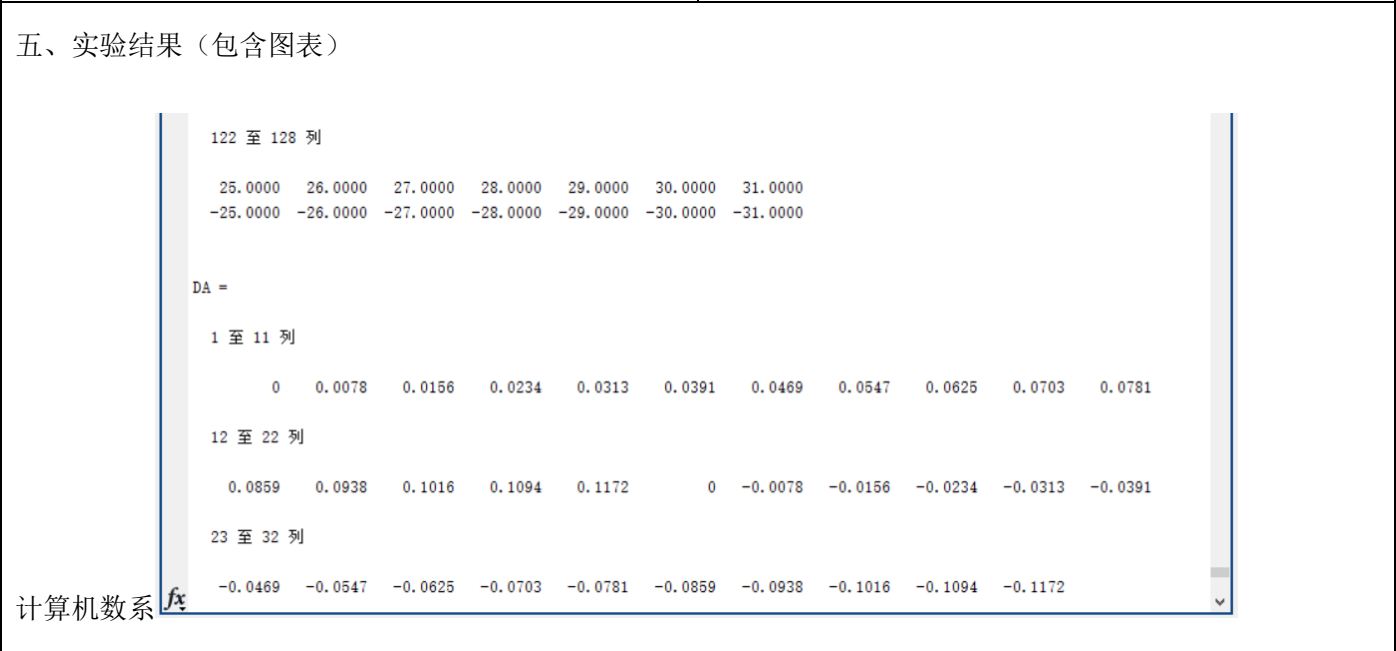 五、实验结果（包含图表）
122 至 128 列
25.0000 26.0000 27.0000 28.0000 29.0000 30.0000 31.0000
-25.0000 -26.0000 -27.0000 -28.0000 -29.0000 -30.0000 -31.0000
DA =
1 至 11 列
0 0.0078 0.0156 0.0234 0.0313 0.0391 0.0469 0.0547 0.0625 0.0703 0.0781
12 至 22 列
0.0859 0.0938 0.1016 0.1094 0.1172 0 -0.0078 -0.0156 -0.0234 -0.0313 -0.0391
23 至 32 列
-0.0469 -0.0547 -0.0625 -0.0703 -0.0781 -0.0859 -0.0938 -0.1016 -0.1094 -0.1172
计算机数系 fx